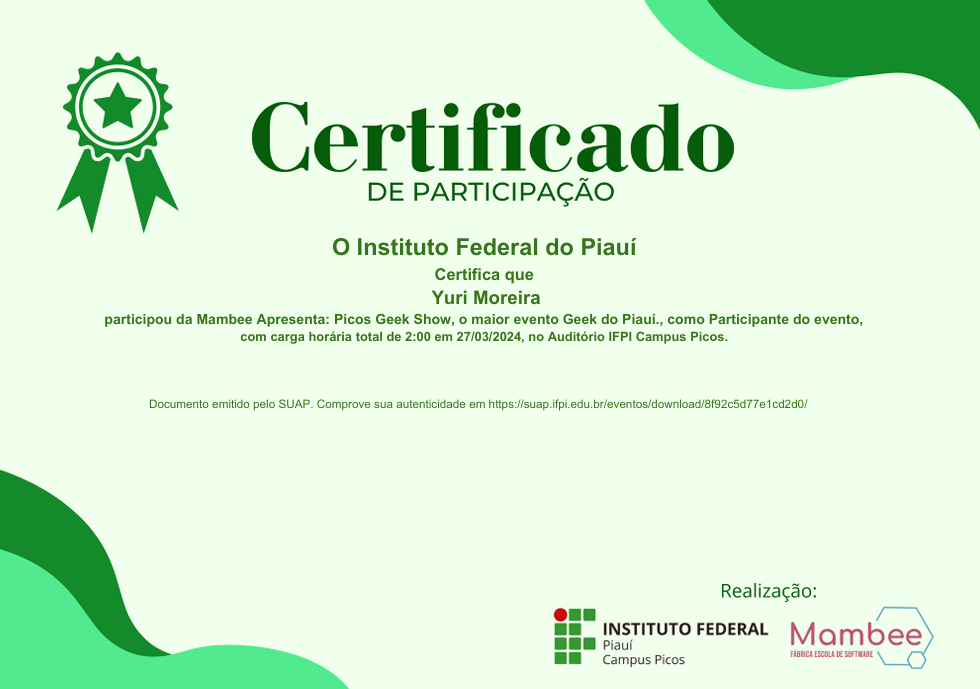 Certificado
DE PARTICIPAÇÃO
O Instituto Federal do Piauí
Certifica que
Yuri Moreira
participou da Mambee Apresenta: Picos Geek Show, o maior evento Geek do Piauí., como Participante do evento,
com carga horária total de 2:00 em 27/03/2024, no Auditório IFPI Campus Picos.
Documento emitido pelo SUAP. Comprove sua autenticidade em https://suap.ifpi.edu.br/eventos/download/8f92c5d77e1cd2d0/
Realização:
INSTITUTO FEDERAL
Piauí
Campus Picos
Mambee
FÁBRICA ESCOLA DE SOFTWARE